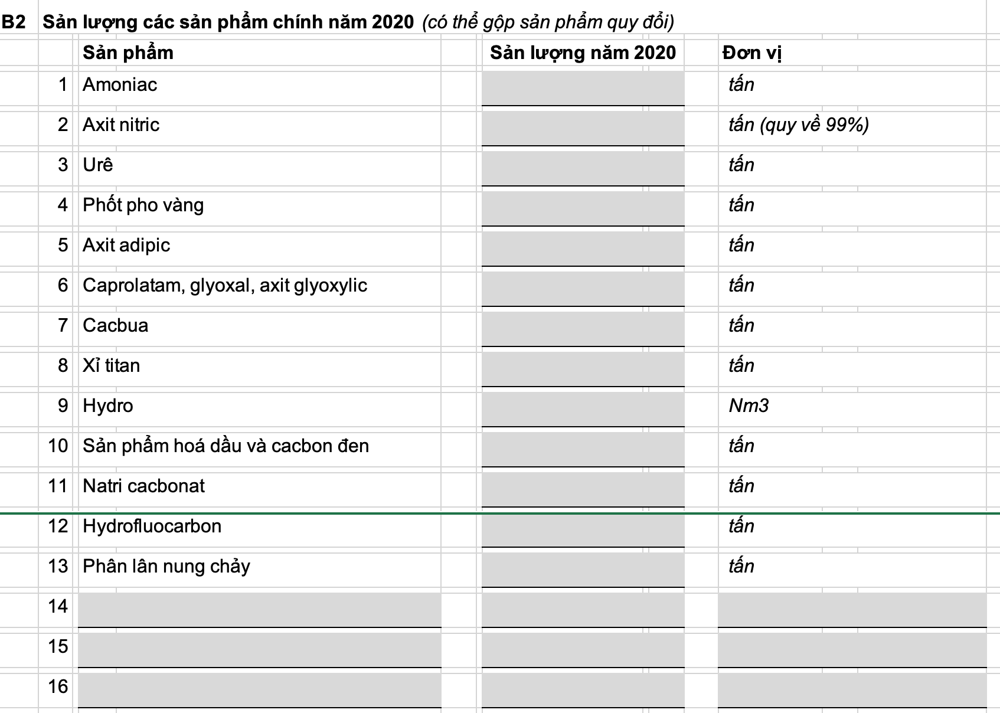 B2 Sản lượng các sản phẩm chính năm 2020 (có thể gộp sản phẩm quy đổi)
Sản phẩm Sản lượng năm 2020 Đơn vị
1 Amoniac tấn
2 Axit nitric tấn (quy về 99%)
3 Urê tấn
4 Phốt pho vàng tấn
5 Axit adipic tấn
6 Caprolatam, glyoxal, axit glyoxylic tấn
7 Cacbua tấn
8 Xỉ titan tấn
9 Hydro Nm3
10 Sản phẩm hoá dầu và cacbon đen tấn
11 Natri cacbonat tấn
12 Hydrofluocarbon tấn
13 Phân lân nung chảy tấn
14
15
16